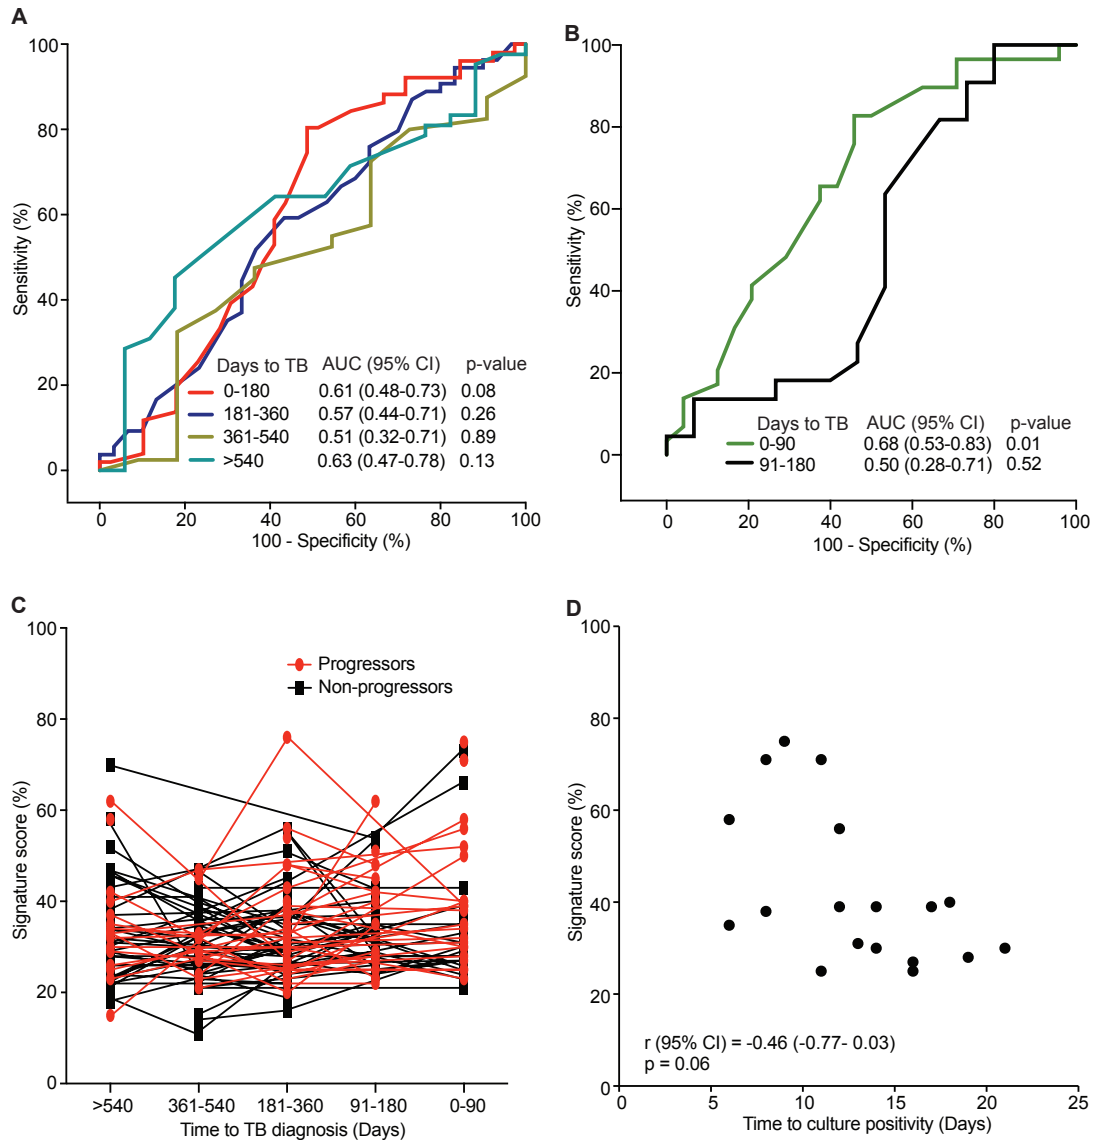 A
100
80
60
40
20
0
Sensitivity (%)
Days to TB AUC (95% CI) p-value
0-180 0.61 (0.48-0.73) 0.08
181-360 0.57 (0.44-0.71) 0.26
361-540 0.51 (0.32-0.71) 0.89
>540 0.63 (0.47-0.78) 0.13
0 20 40 60 80 100
100 - Specificity (%)
B
100
80
60
40
20
0
Sensitivity (%)
Days to TB AUC (95% CI) p-value
0-90 0.68 (0.53-0.83) 0.01
91-180 0.50 (0.28-0.71) 0.52
0 20 40 60 80 100
100 - Specificity (%)
C
100
80
60
40
20
0
Signature score (%)
Progressors
Non-progressors
>540 361-540 181-360 91-180 0-90
Time to TB diagnosis (Days)
D
100
80
60
40
20
0
Signature score (%)
r (95% CI) = -0.46 (-0.77- 0.03)
p = 0.06
0 5 10 15 20 25
Time to culture positivity (Days)